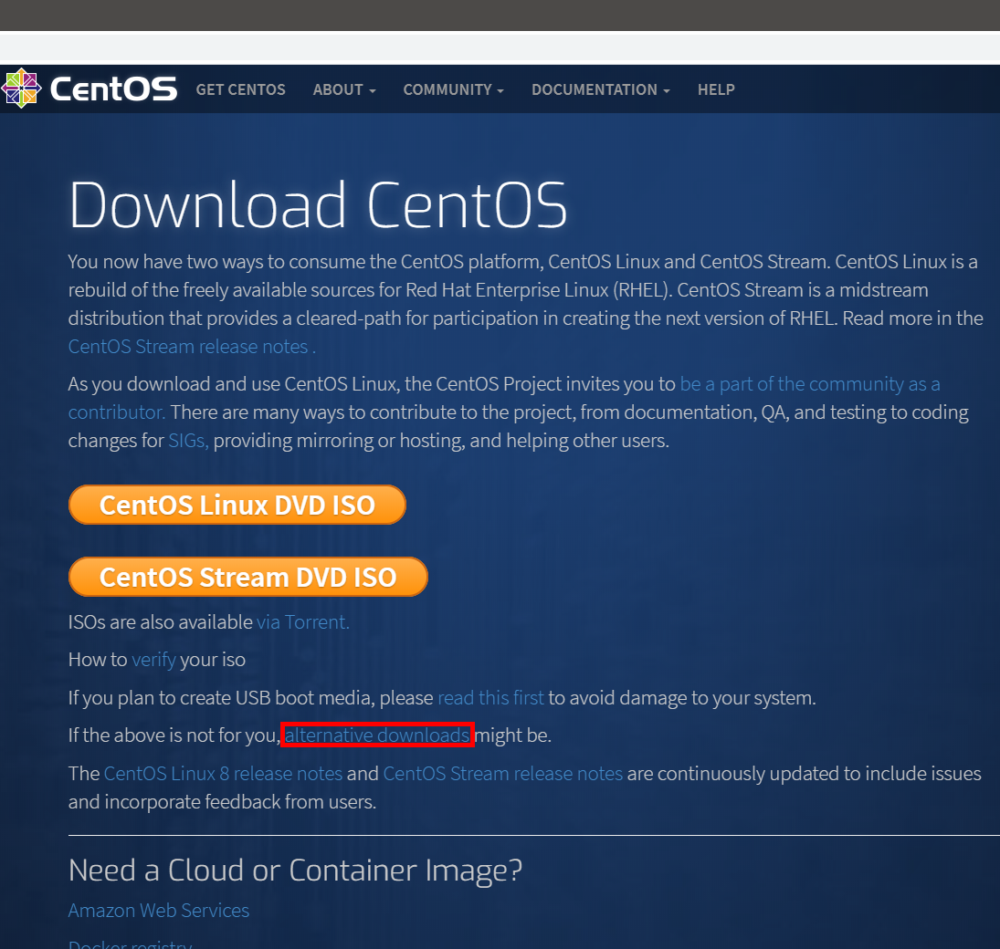 CentOS GET CENTOS ABOUT COMMUNITY DOCUMENTATION HELP
Download CentOS
You now have two ways to consume the CentOS platform, CentOS Linux and CentOS Stream. CentOS Linux is a
rebuild of the freely available sources for Red Hat Enterprise Linux (RHEL). CentOS Stream is a midstream
distribution that provides a cleared-path for participation in creating the next version of RHEL. Read more in the
CentOS Stream release notes .
As you download and use CentOS Linux, the CentOS Project invites you to be a part of the community as a
contributor. There are many ways to contribute to the project, from documentation, QA, and testing to coding
changes for SIGs, providing mirroring or hosting, and helping other users.
CentOS Linux DVD ISO
CentOS Stream DVD ISO
ISOs are also available via Torrent.
How to verify your iso
If you plan to create USB boot media, please read this first to avoid damage to your system.
If the above is not for you, alternative downloads might be.
The CentOS Linux 8 release notes and CentOS Stream release notes are continuously updated to include issues
and incorporate feedback from users.
Need a Cloud or Container Image?
Amazon Web Services
Docker registry